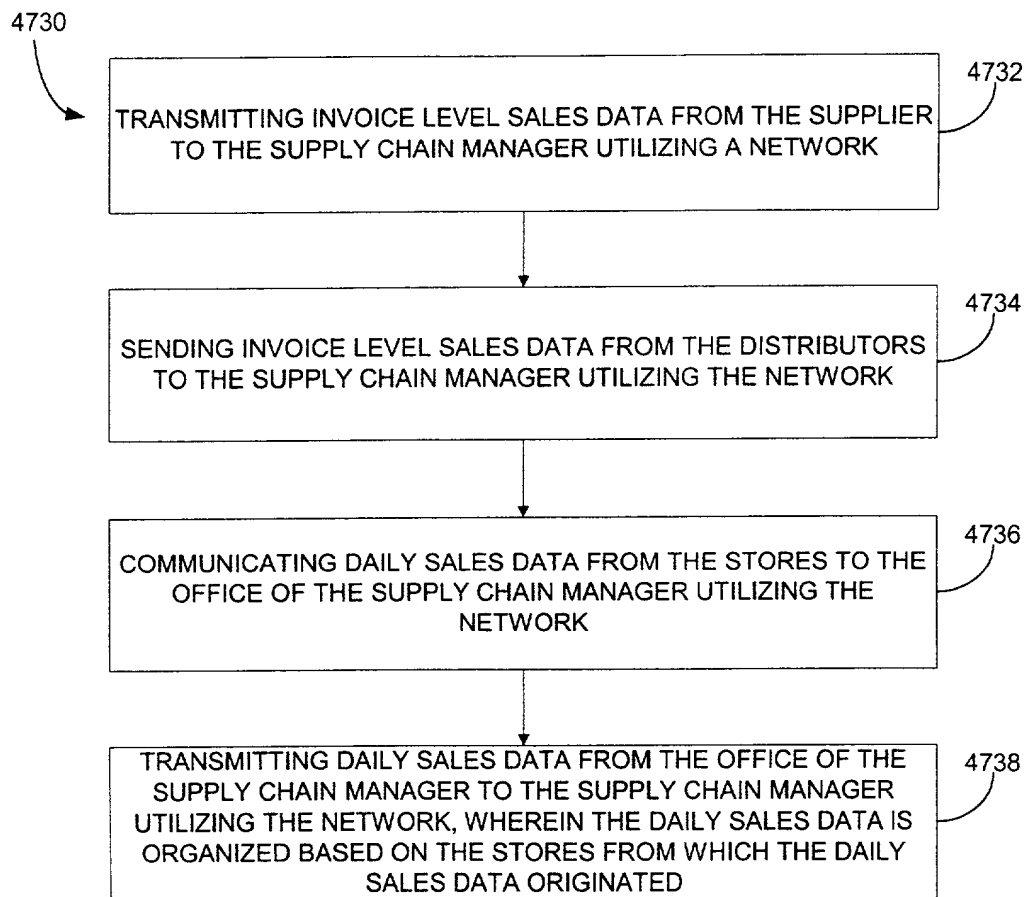 4730
4732
TRANSMITTING INVOICE LEVEL SALES DATA FROM THE SUPPLIER
TO THE SUPPLY CHAIN MANAGER UTILIZING A NETWORK
4734
SENDING INVOICE LEVEL SALES DATA FROM THE DISTRIBUTORS
TO THE SUPPLY CHAIN MANAGER UTILIZING THE NETWORK
4736
COMMUNICATING DAILY SALES DATA FROM THE STORES TO THE
OFFICE OF THE SUPPLY CHAIN MANAGER UTILIZING THE
NETWORK
4738
TRANSMITTING DAILY SALES DATA FROM THE OFFICE OF THE
SUPPLY CHAIN MANAGER TO THE SUPPLY CHAIN MANAGER
UTILIZING THE NETWORK, WHEREIN THE DAILY SALES DATA IS
ORGANIZED BASED ON THE STORES FROM WHICH THE DAILY
SALES DATA ORIGINATED